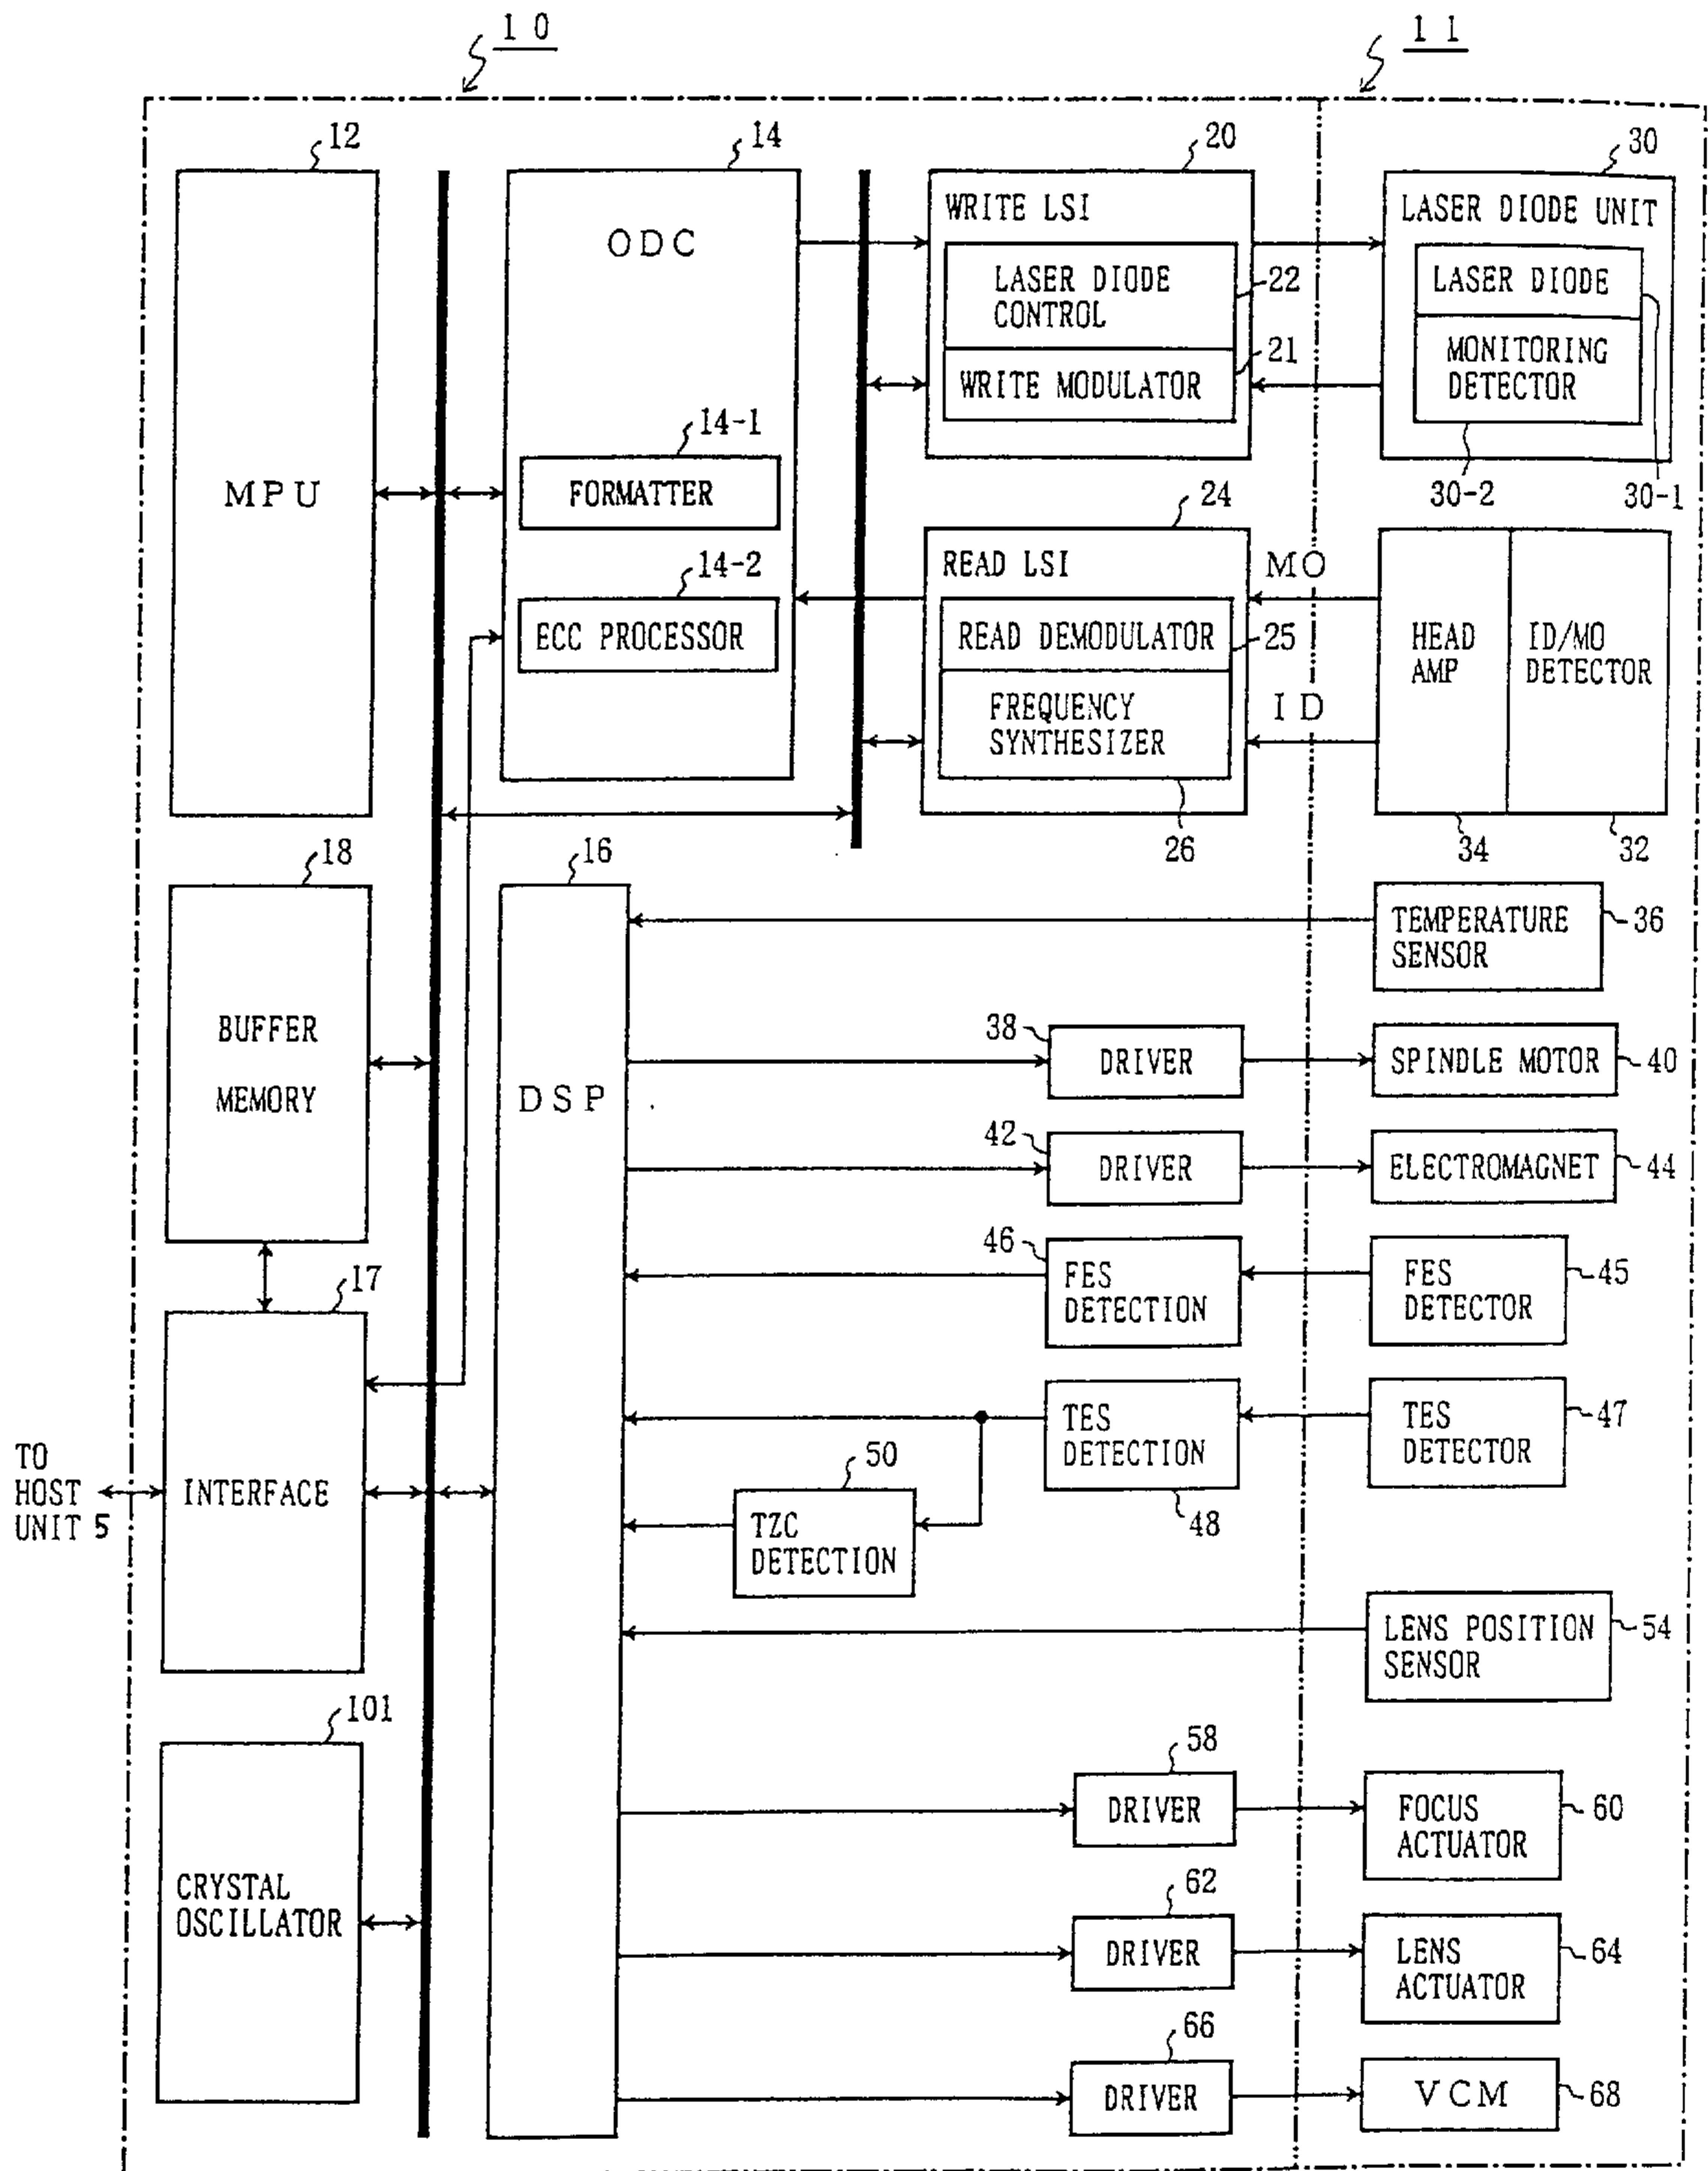 1 0
1 1
12
14
20
30
MPU
ODC
WRITE LSI
LASER DIODE
CONTROL
22
WRITE MODULATOR
21
LASER DIODE UNIT
LASER DIODE
MONITORING
DETECTOR
30-2
30-1
14-1
FORMATTER
14-2
ECC PROCESSOR
24
READ LSI
READ DEMODULATOR
25
FREQUENCY
SYNTHESIZER
26
MO
ID
HEAD
AMP
ID/MO
DETECTOR
34
32
18
BUFFER
MEMORY
16
DSP
TEMPERATURE
SENSOR
36
38
DRIVER
SPINDLE MOTOR
40
42
DRIVER
ELECTROMAGNET
44
46
FES
DETECTION
FES
DETECTOR
45
17
INTERFACE
TO
HOST
UNIT 5
TES
DETECTION
48
TES
DETECTOR
47
50
TZC
DETECTION
LENS POSITION
SENSOR
54
101
CRYSTAL
OSCILLATOR
58
DRIVER
FOCUS
ACTUATOR
60
62
DRIVER
LENS
ACTUATOR
64
66
DRIVER
VCM
68